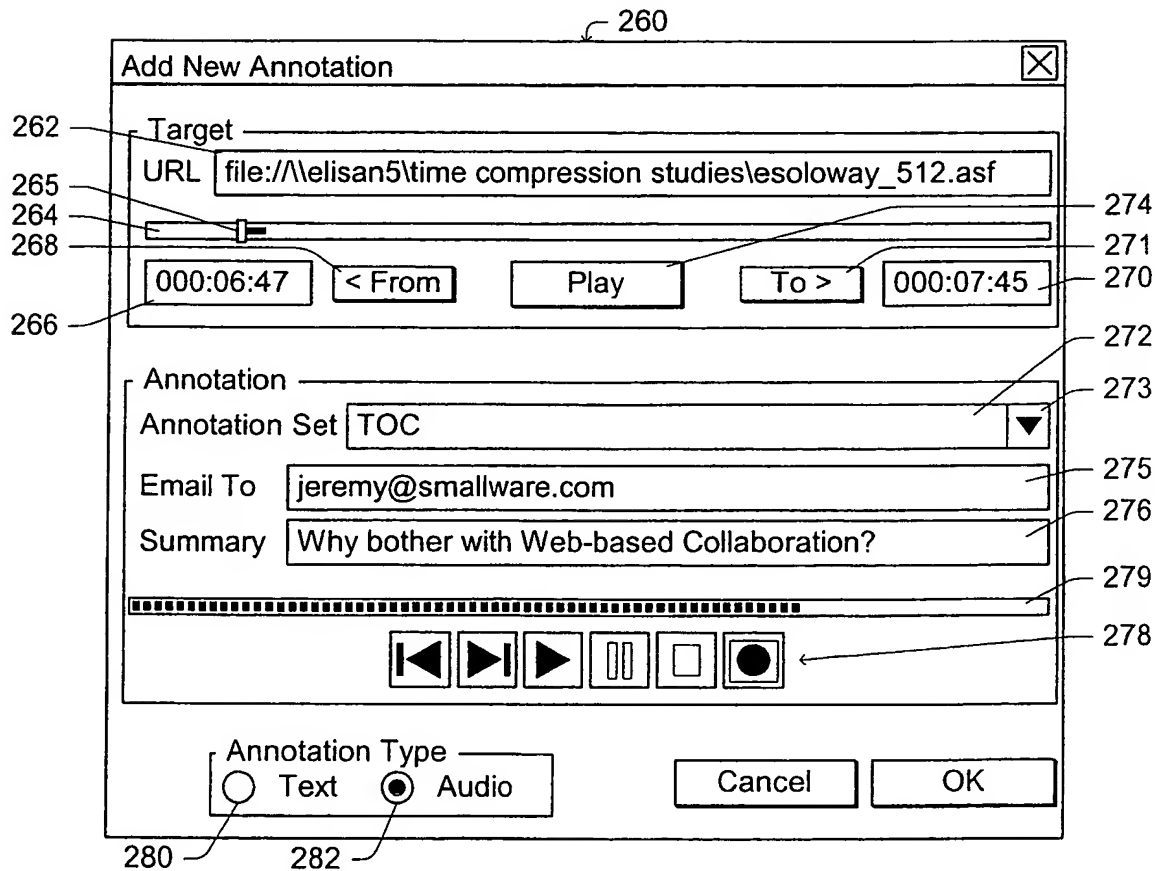 260
Add New Annotation
262
Target
URL file://\\elisan5\time compression studies\esoloway_512.asf
265
264
274
268
271
000:06:47 < From Play To > 000:07:45
270
266
272
Annotation
273
Annotation Set TOC
275
Email To jeremy@smallware.com
276
Summary Why bother with Web-based Collaboration?
279
278
Annotation Type
Text Audio Cancel OK
280 282